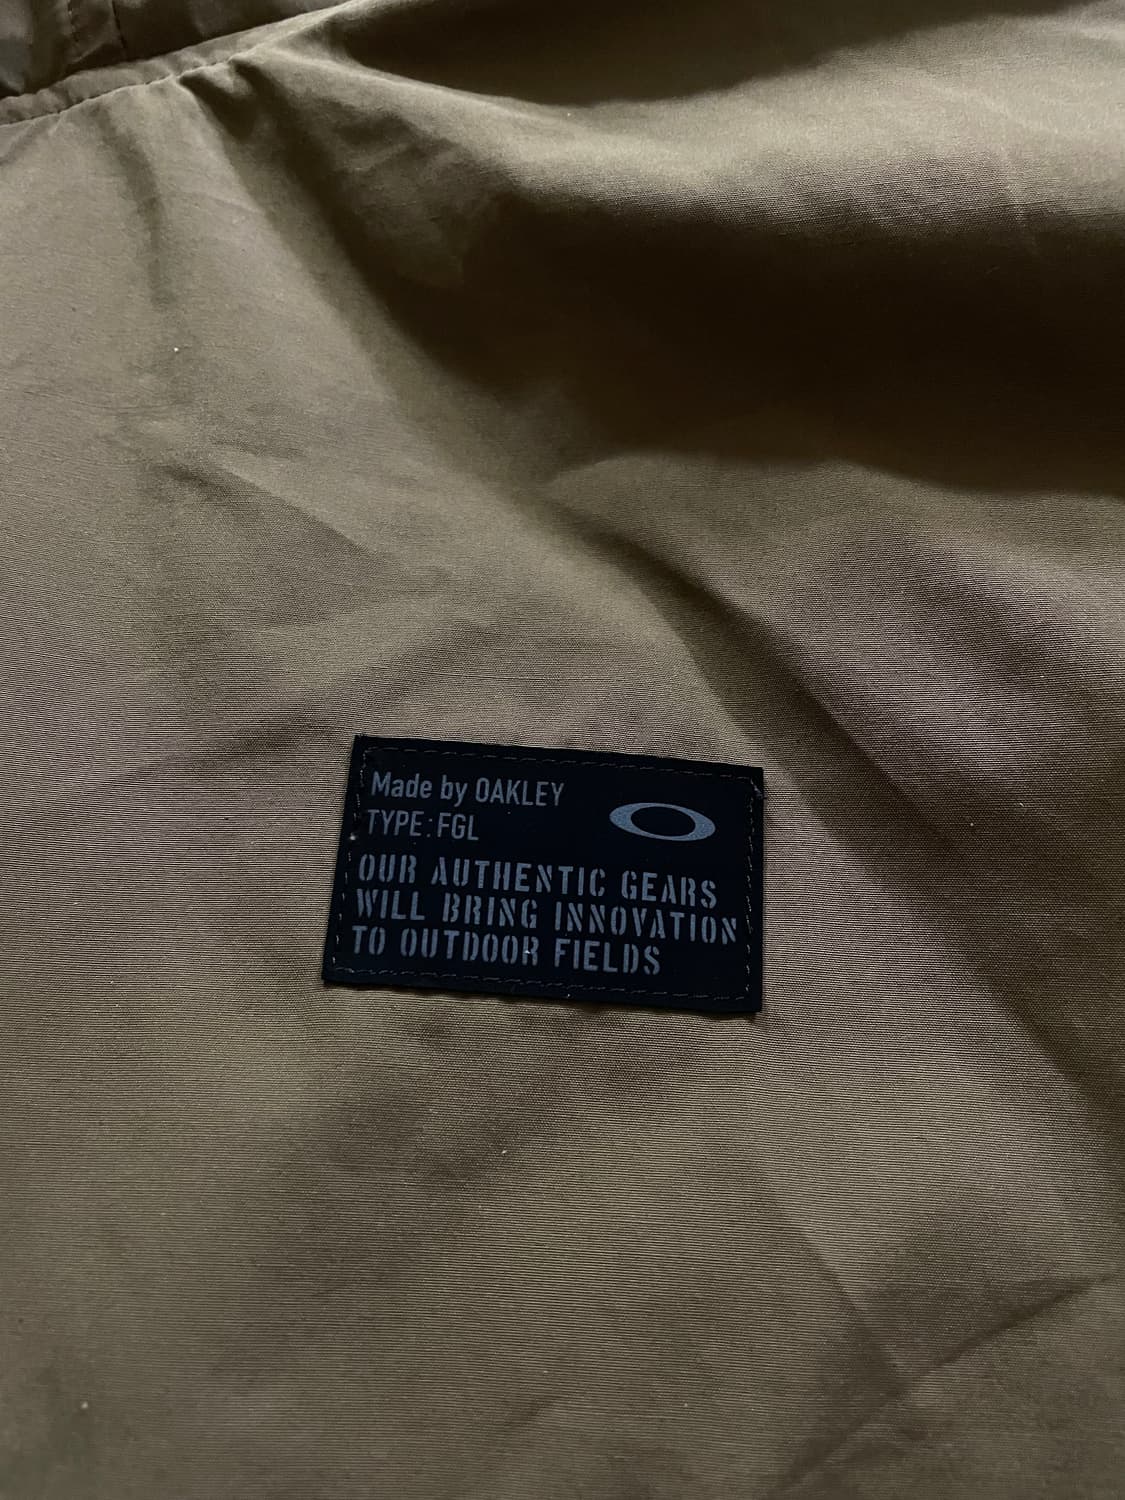 Made by OAKLEY
TYPE: FGL
OUR AUTHENTIC GEARS
WILL BRING INNOVATION
TO OUTDOOR FIELDS